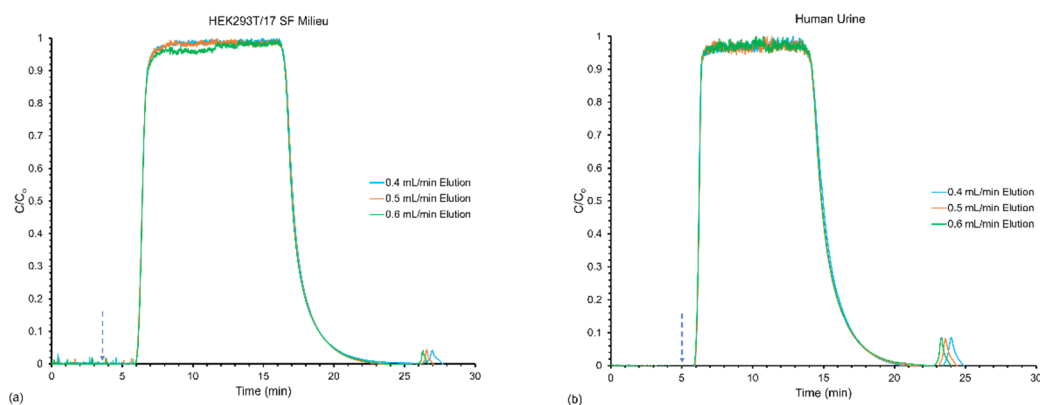 HEK293T/17 SF Milieu
1
0.9
0.8
0.7
0.6
0.5
0.4
0.3
0.2
0.1
0
C/Co
0 5 10 15 20 25 30
Time (min)
0.4 mL/min Elution
0.5 mL/min Elution
0.6 mL/min Elution
(a)
Human Urine
1
0.9
0.8
0.7
0.6
0.5
0.4
0.3
0.2
0.1
0
C/Co
0 5 10 15 20 25 30
Time (min)
0.4 mL/min Elution
0.5 mL/min Elution
0.6 mL/min Elution
(b)